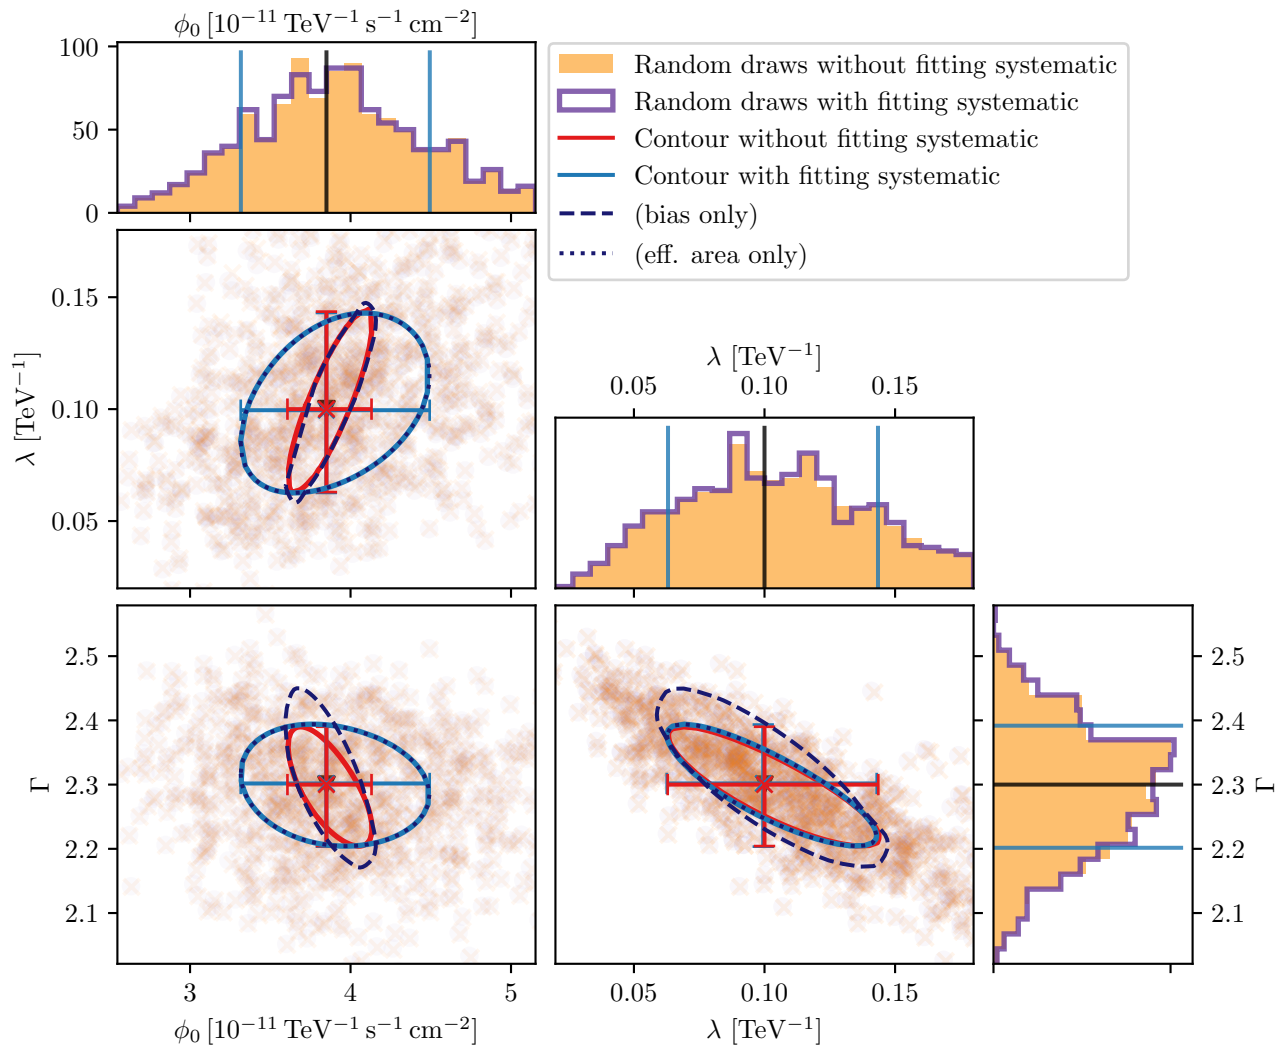 ϕ₀ [10⁻¹¹ TeV⁻¹ s⁻¹ cm⁻²]
100
50
0
Random draws without fitting systematic
Random draws with fitting systematic
Contour without fitting systematic
Contour with fitting systematic
(bias only)
(eff. area only)
λ [TeV⁻¹]
0.15
0.10
0.05
λ [TeV⁻¹]
0.05 0.10 0.15
Γ
2.5
2.4
2.3
2.2
2.1
3 4 5
ϕ₀ [10⁻¹¹ TeV⁻¹ s⁻¹ cm⁻²]
0.05 0.10 0.15
λ [TeV⁻¹]
2.5
2.4
2.3
2.2
2.1
Γ